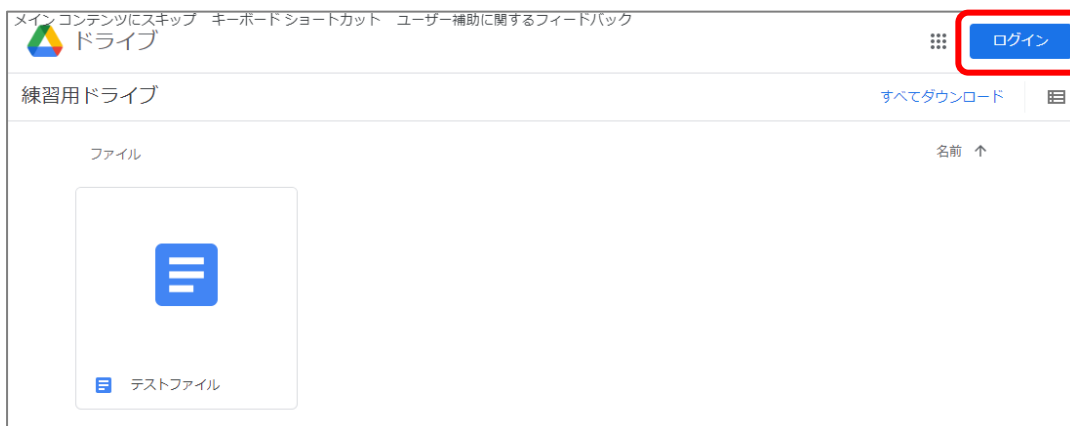 メイン コンテンツにスキップ キーボード ショートカット ユーザー補助に関するフィードバック
ドライブ
ログイン
練習用ドライブ
すべてダウンロード
ファイル
名前
テストファイル